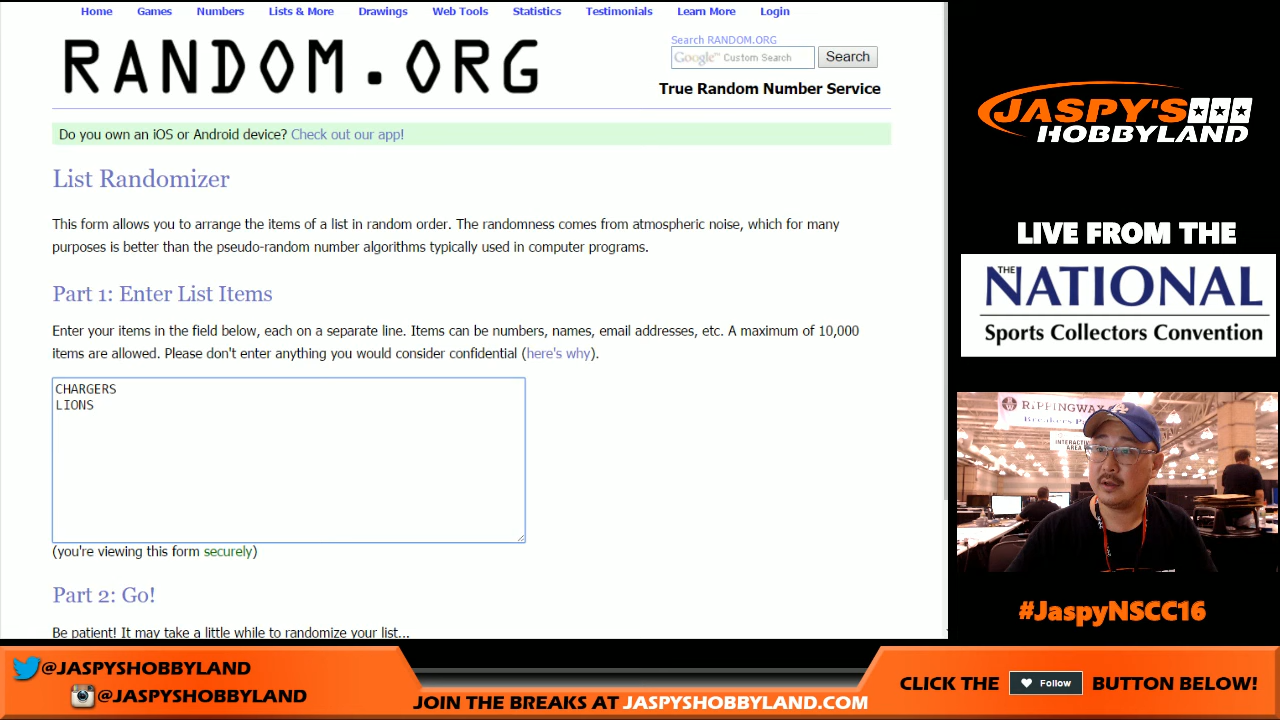 Home Games Numbers Lists & More Drawings Web Tools Statistics Testimonials Learn More Login
RANDOM.ORG
Search RANDOM.ORG
Google™ Custom Search Search
True Random Number Service
Do you own an iOS or Android device? Check out our app!
List Randomizer
This form allows you to arrange the items of a list in random order. The randomness comes from atmospheric noise, which for many
purposes is better than the pseudo-random number algorithms typically used in computer programs.
Part 1: Enter List Items
Enter your items in the field below, each on a separate line. Items can be numbers, names, email addresses, etc. A maximum of 10,000
items are allowed. Please don't enter anything you would consider confidential (here's why).
CHARGERS
LIONS
(you're viewing this form securely)
Part 2: Go!
Be patient! It may take a little while to randomize your list...
JASPY'S
HOBBYLAND
LIVE FROM THE
THE
NATIONAL
Sports Collectors Convention
RIPPINGWAX
#JaspyNSCC16
@JASPYSHOBBYLAND
@JASPYSHOBBYLAND
JOIN THE BREAKS AT JASPYSHOBBYLAND.COM
CLICK THE Follow BUTTON BELOW!